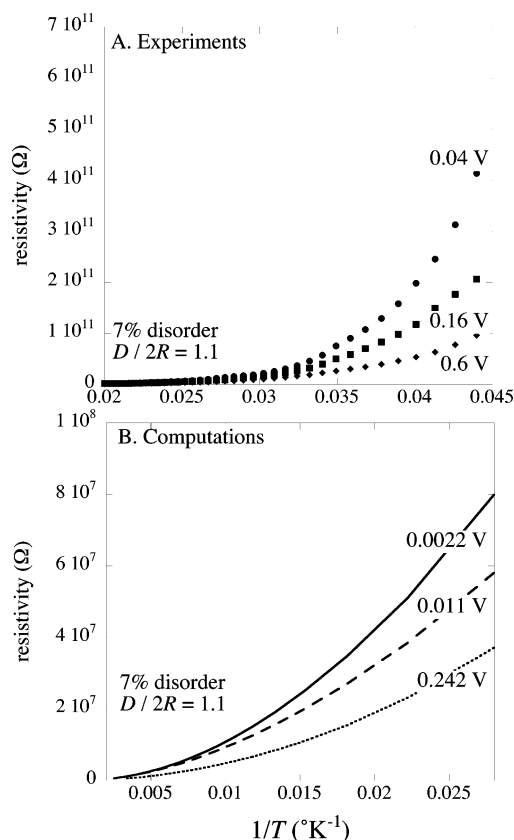 7 10¹¹
A. Experiments
6 10¹¹
5 10¹¹
4 10¹¹
3 10¹¹
2 10¹¹
1 10¹¹
0
resistivity (Ω)
0.04 V
0.16 V
0.6 V
7% disorder
D / 2R = 1.1
0.02 0.025 0.03 0.035 0.04 0.045
1 10⁸
B. Computations
8 10⁷
6 10⁷
4 10⁷
2 10⁷
0
resistivity (Ω)
0.0022 V
0.011 V
0.242 V
7% disorder
D / 2R = 1.1
0.005 0.01 0.015 0.02 0.025
1/T (°K⁻¹)